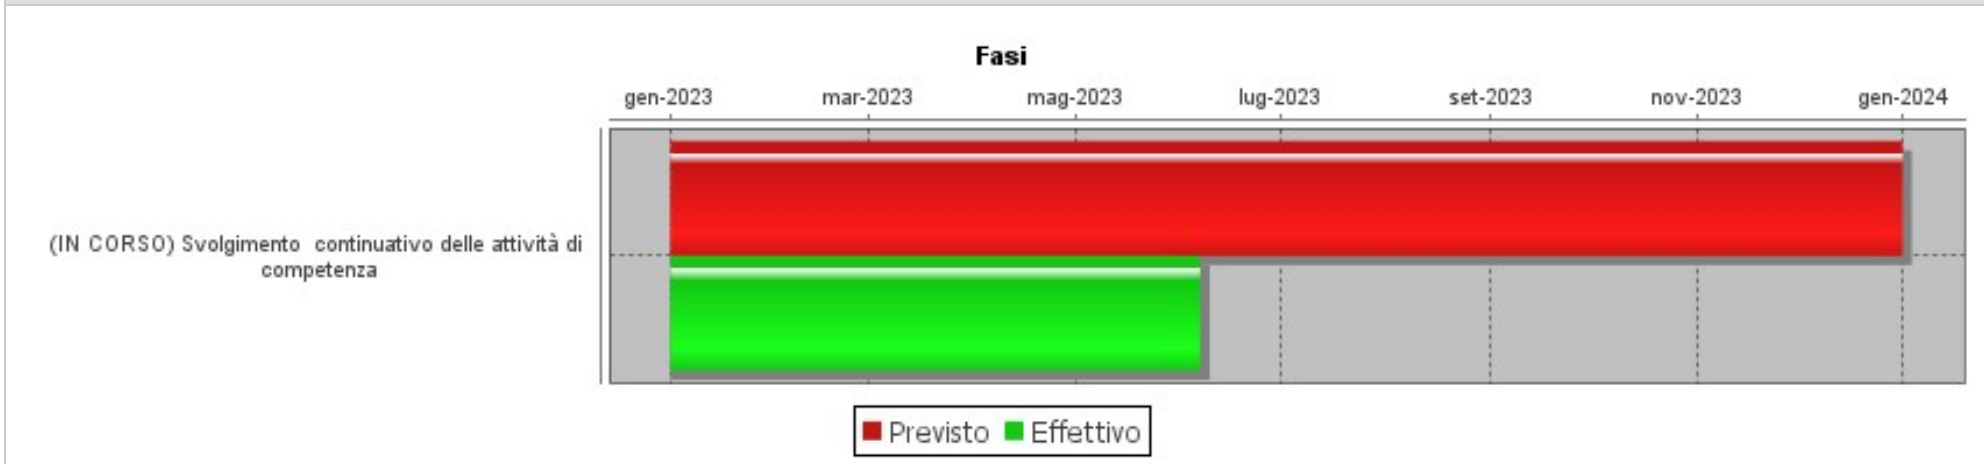 Fasi
gen-2023 mar-2023 mag-2023 lug-2023 set-2023 nov-2023 gen-2024
(IN CORSO) Svolgimento continuativo delle attività di
competenza
Previsto Effettivo